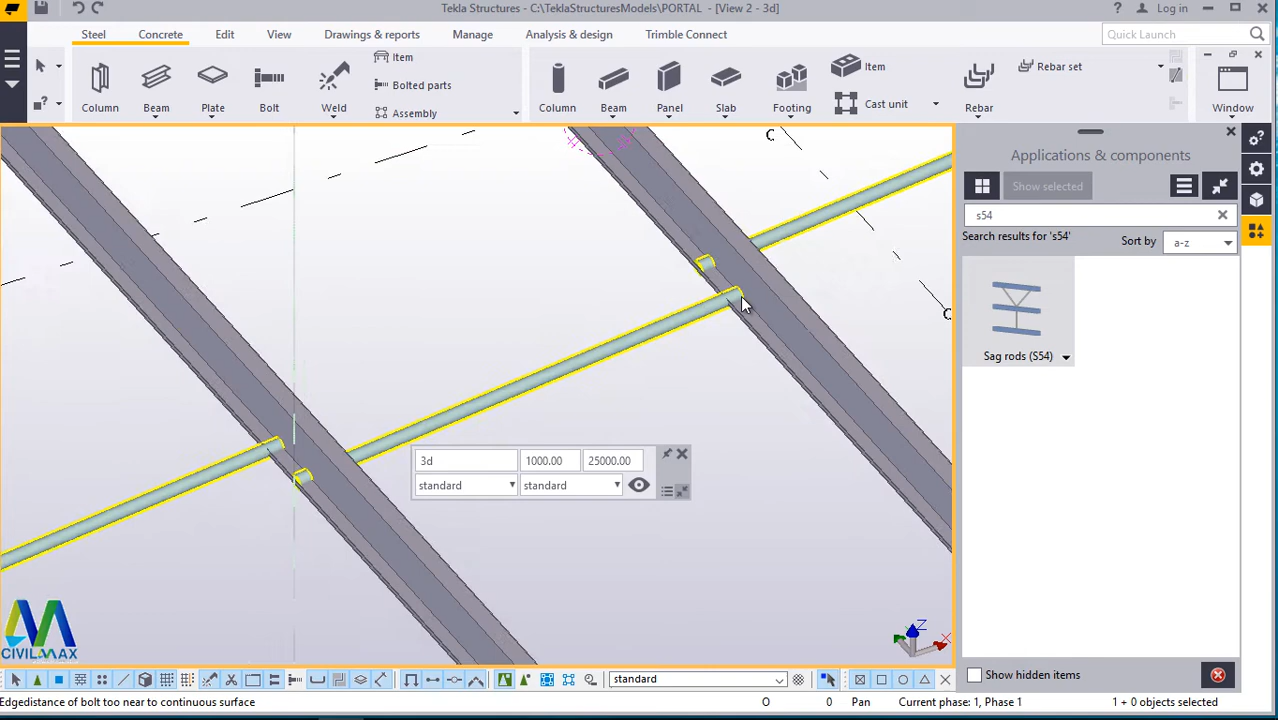 Tekla Structures - C:\TeklaStructuresModels\PORTAL - [View 2 - 3d]
? Log in
Steel Concrete Edit View Drawings & reports Manage Analysis & design Trimble Connect Quick Launch
Item
Bolted parts
Assembly
Column Beam Plate Bolt Weld
Column Beam Panel Slab Footing
Item
Cast unit
Rebar
Rebar set
Window
Applications & components
Show selected
s54
Search results for 's54' Sort by a-z
Sag rods (S54)
C
C
3d 1000.00 25000.00
standard standard
Z
CIVILMAX
Show hidden items
standard
Edgedistance of bolt too near to continuous surface O 0 Pan Current phase: 1, Phase 1 1 + 0 objects selected